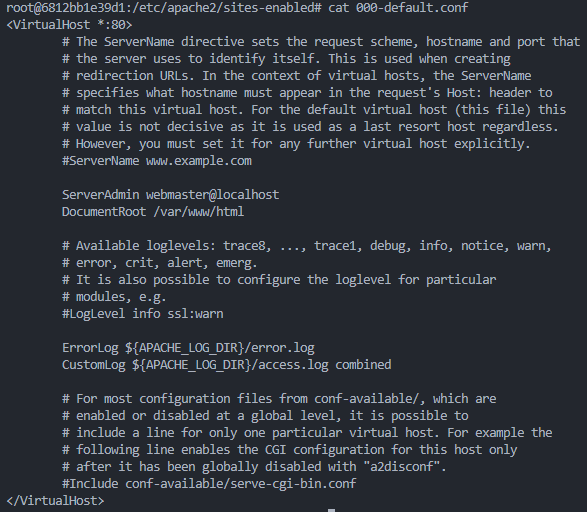 root@6812bb1e39d1:/etc/apache2/sites-enabled# cat 000-default.conf
<VirtualHost *:80>
        # The ServerName directive sets the request scheme, hostname and port that
        # the server uses to identify itself. This is used when creating
        # redirection URLs. In the context of virtual hosts, the ServerName
        # specifies what hostname must appear in the request's Host: header to
        # match this virtual host. For the default virtual host (this file) this
        # value is not decisive as it is used as a last resort host regardless.
        # However, you must set it for any further virtual host explicitly.
        #ServerName www.example.com

        ServerAdmin webmaster@localhost
        DocumentRoot /var/www/html

        # Available loglevels: trace8, ..., trace1, debug, info, notice, warn,
        # error, crit, alert, emerg.
        # It is also possible to configure the loglevel for particular
        # modules, e.g.
        #LogLevel info ssl:warn

        ErrorLog ${APACHE_LOG_DIR}/error.log
        CustomLog ${APACHE_LOG_DIR}/access.log combined

        # For most configuration files from conf-available/, which are
        # enabled or disabled at a global level, it is possible to
        # include a line for only one particular virtual host. For example the
        # following line enables the CGI configuration for this host only
        # after it has been globally disabled with "a2disconf".
        #Include conf-available/serve-cgi-bin.conf
</VirtualHost>